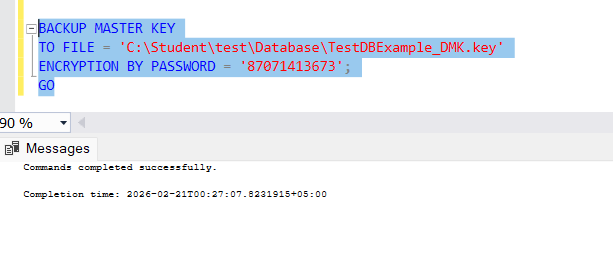 BACKUP MASTER KEY
TO FILE = 'C:\Student\test\Database\TestDBExample_DMK.key'
ENCRYPTION BY PASSWORD = '87071413673';
GO
90 %
Messages
Commands completed successfully.
Completion time: 2026-02-21T00:27:07.8231915+05:00